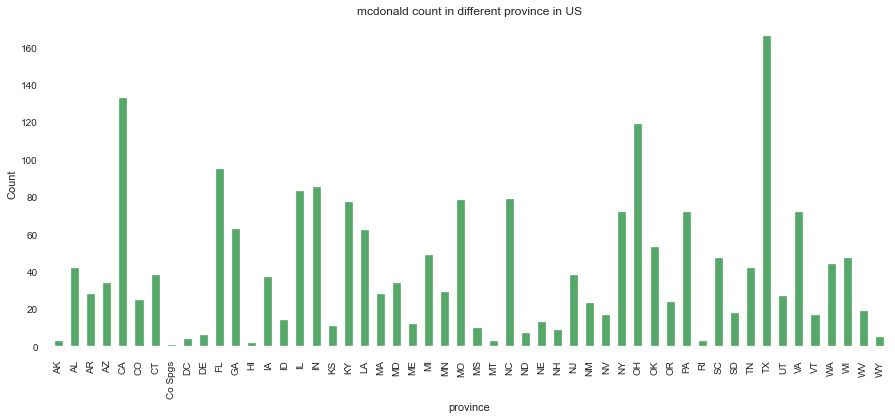 mcdonald count in different province in US
Count
160
140
120
100
80
60
40
20
0
AK
AL
AR
AZ
CA
CO
CT
Co Spgs
DC
DE
FL
GA
HI
IA
ID
IL
IN
KS
KY
LA
MA
MD
ME
MI
MN
MO
MS
MT
NC
ND
NE
NH
NJ
NM
NV
NY
OH
OK
OR
PA
RI
SC
SD
TN
TX
UT
VA
VT
WA
WI
WV
WY
province